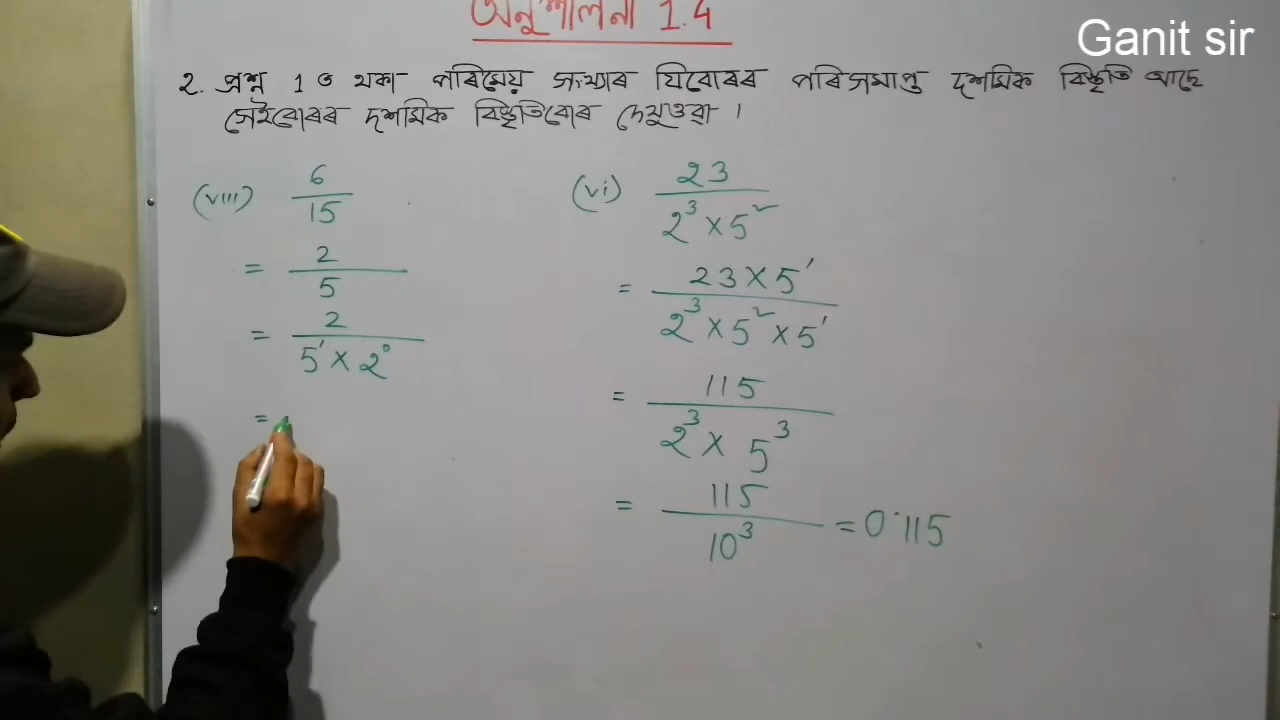 অনুশীলনী 1.4
Ganit sir
২. প্ৰশ্ন 1 ত থকা পৰিমেয় সংখ্যাৰ যিবোৰৰ পৰিসমাপ্ত দশমিক বিস্তৃতি আছে
সেইবোৰৰ দশমিক বিস্তৃতিবোৰ দেখুওৱা ।
(viii) 6/15
= 2/5
= 2/(5¹ × 2⁰)
=
(vi) 23/(2³ × 5²)
= (23 × 5¹)/(2³ × 5² × 5¹)
= 115/(2³ × 5³)
= 115/10³ = 0.115